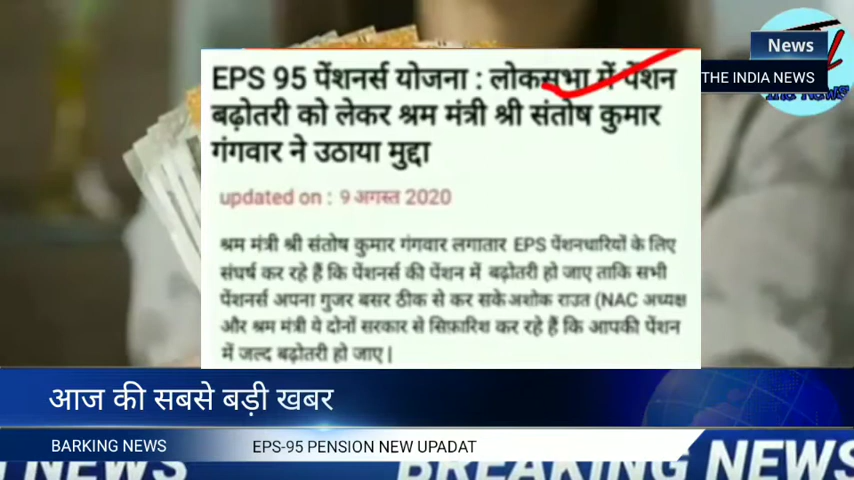 News
THE INDIA NEWS
EPS 95 पेंशनर्स योजना : लोकसभा में पेंशन
बढ़ोतरी को लेकर श्रम मंत्री श्री संतोष कुमार
गंगवार ने उठाया मुद्दा
updated on : 9 अगस्त 2020
श्रम मंत्री श्री संतोष कुमार गंगवार लगातार EPS पेंशनधारियों के लिए
संघर्ष कर रहे हैं कि पेंशनर्स की पेंशन में बढ़ोतरी हो जाए ताकि सभी
पेंशनर्स अपना गुजर बसर ठीक से कर सके अशोक राउत (NAC अध्यक्ष
और श्रम मंत्री ये दोनों सरकार से सिफ़ारिश कर रहे हैं कि आपकी पेंशन
में जल्द बढ़ोतरी हो जाए |
आज की सबसे बड़ी खबर
BARKING NEWS EPS-95 PENSION NEW UPADAT
NEWS BREAKING NEWS